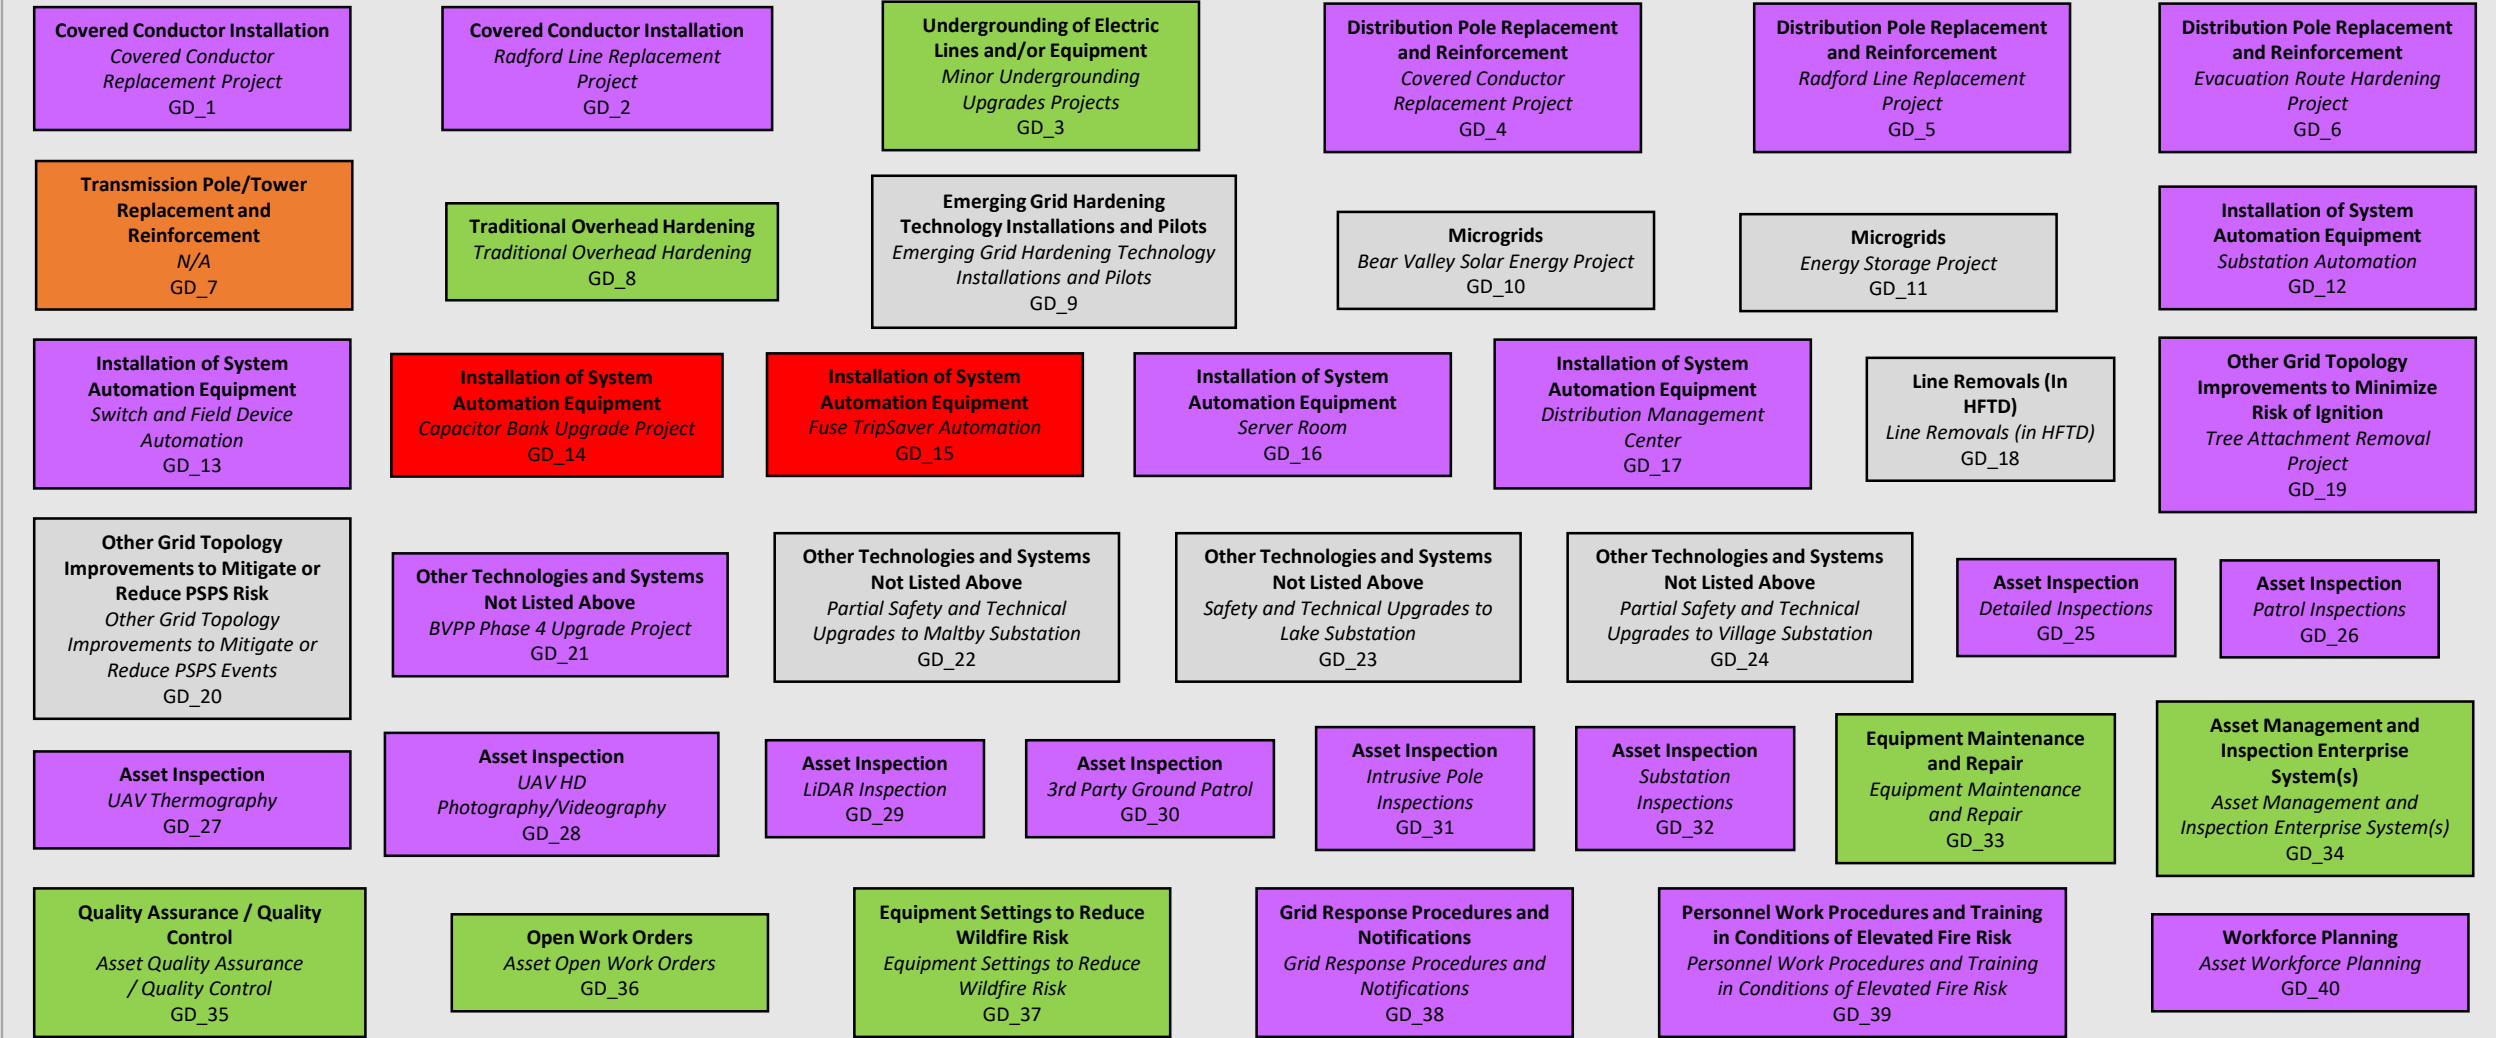 Covered Conductor Installation
Covered Conductor
Replacement Project
GD_1
Covered Conductor Installation
Radford Line Replacement
Project
GD_2
Undergrounding of Electric
Lines and/or Equipment
Minor Undergrounding
Upgrades Projects
GD_3
Distribution Pole Replacement
and Reinforcement
Covered Conductor
Replacement Project
GD_4
Distribution Pole Replacement
and Reinforcement
Radford Line Replacement
Project
GD_5
Distribution Pole Replacement
and Reinforcement
Evacuation Route Hardening
Project
GD_6
Transmission Pole/Tower
Replacement and
Reinforcement
N/A
GD_7
Traditional Overhead Hardening
Traditional Overhead Hardening
GD_8
Emerging Grid Hardening
Technology Installations and Pilots
Emerging Grid Hardening Technology
Installations and Pilots
GD_9
Microgrids
Bear Valley Solar Energy Project
GD_10
Microgrids
Energy Storage Project
GD_11
Installation of System
Automation Equipment
Substation Automation
GD_12
Installation of System
Automation Equipment
Switch and Field Device
Automation
GD_13
Installation of System
Automation Equipment
Capacitor Bank Upgrade Project
GD_14
Installation of System
Automation Equipment
Fuse TripSaver Automation
GD_15
Installation of System
Automation Equipment
Server Room
GD_16
Installation of System
Automation Equipment
Distribution Management
Center
GD_17
Line Removals (In
HFTD)
Line Removals (in HFTD)
GD_18
Other Grid Topology
Improvements to Minimize
Risk of Ignition
Tree Attachment Removal
Project
GD_19
Other Grid Topology
Improvements to Mitigate or
Reduce PSPS Risk
Other Grid Topology
Improvements to Mitigate or
Reduce PSPS Events
GD_20
Other Technologies and Systems
Not Listed Above
BVPP Phase 4 Upgrade Project
GD_21
Other Technologies and Systems
Not Listed Above
Partial Safety and Technical
Upgrades to Maltby Substation
GD_22
Other Technologies and Systems
Not Listed Above
Safety and Technical Upgrades to
Lake Substation
GD_23
Other Technologies and Systems
Not Listed Above
Partial Safety and Technical
Upgrades to Village Substation
GD_24
Asset Inspection
Detailed Inspections
GD_25
Asset Inspection
Patrol Inspections
GD_26
Asset Inspection
UAV Thermography
GD_27
Asset Inspection
UAV HD
Photography/Videography
GD_28
Asset Inspection
LiDAR Inspection
GD_29
Asset Inspection
3rd Party Ground Patrol
GD_30
Asset Inspection
Intrusive Pole
Inspections
GD_31
Asset Inspection
Substation
Inspections
GD_32
Equipment Maintenance
and Repair
Equipment Maintenance
and Repair
GD_33
Asset Management and
Inspection Enterprise
System(s)
Asset Management and
Inspection Enterprise System(s)
GD_34
Quality Assurance / Quality
Control
Asset Quality Assurance
/ Quality Control
GD_35
Open Work Orders
Asset Open Work Orders
GD_36
Equipment Settings to Reduce
Wildfire Risk
Equipment Settings to Reduce
Wildfire Risk
GD_37
Grid Response Procedures and
Notifications
Grid Response Procedures and
Notifications
GD_38
Personnel Work Procedures and Training
in Conditions of Elevated Fire Risk
Personnel Work Procedures and Training
in Conditions of Elevated Fire Risk
GD_39
Workforce Planning
Asset Workforce Planning
GD_40